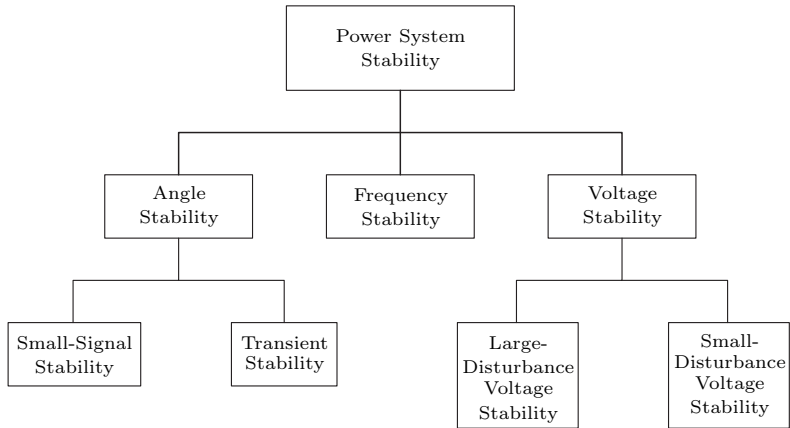 Power System
Stability
Angle
Stability
Frequency
Stability
Voltage
Stability
Small-Signal
Stability
Transient
Stability
Large-
Disturbance
Voltage
Stability
Small-
Disturbance
Voltage
Stability